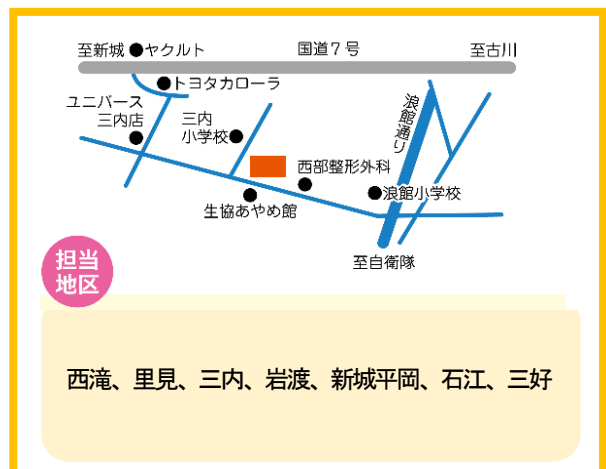 至新城
ヤクルト
国道7号
至古川
トヨタカローラ
ユニバース
三内店
三内
小学校
浪館通り
西部整形外科
浪館小学校
生協あやめ館
至自衛隊
担当
地区
西滝、里見、三内、岩渡、新城平岡、石江、三好